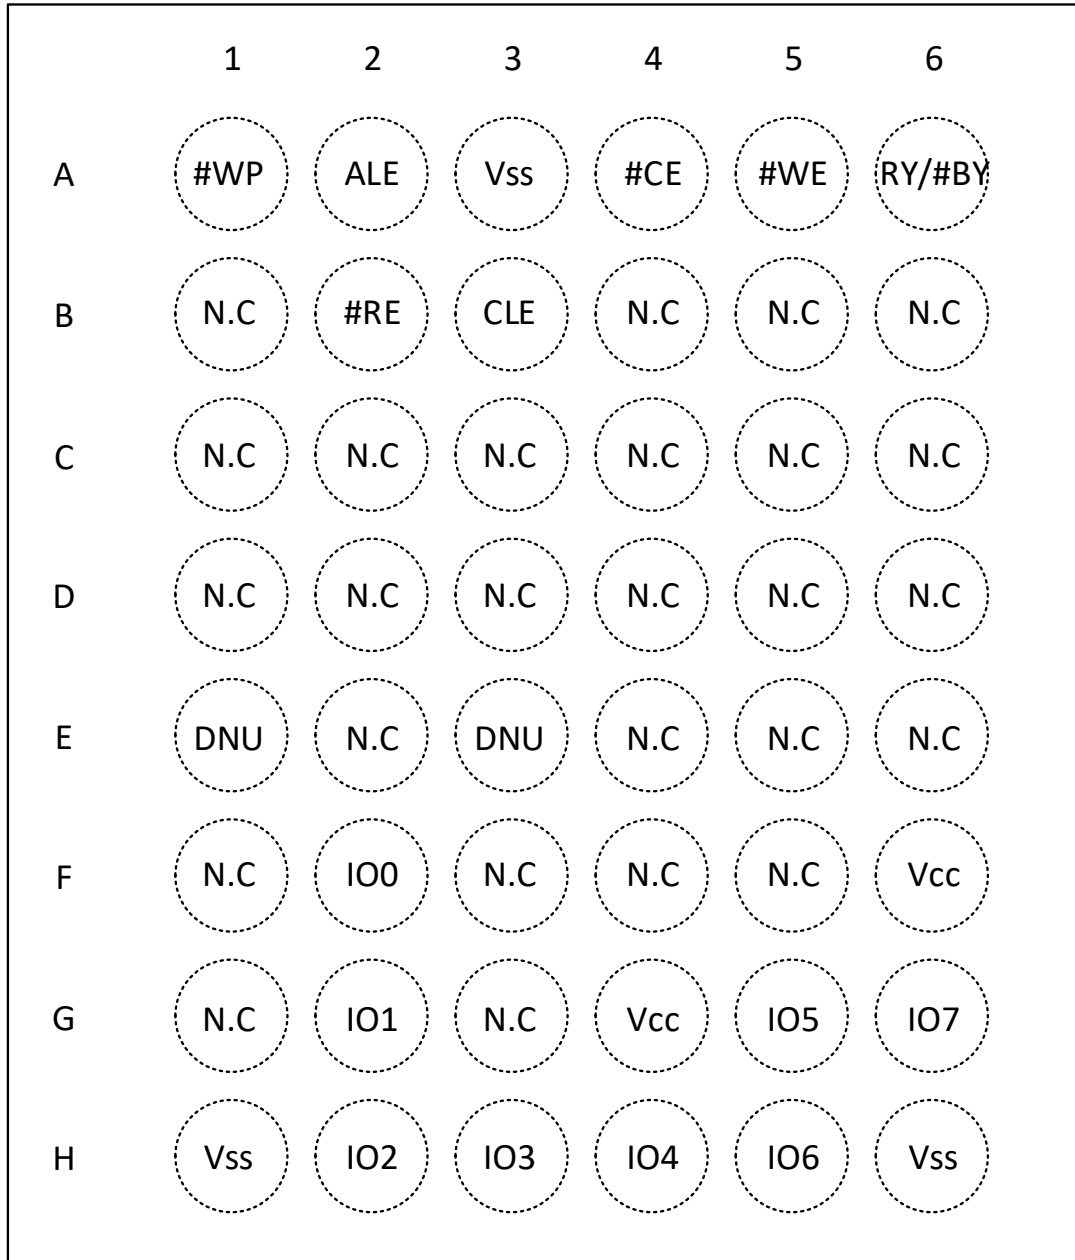 1 2 3 4 5 6
A #WP ALE Vss #CE #WE RY/#BY
B N.C #RE CLE N.C N.C N.C
C N.C N.C N.C N.C N.C N.C
D N.C N.C N.C N.C N.C N.C
E DNU N.C DNU N.C N.C N.C
F N.C IO0 N.C N.C N.C Vcc
G N.C IO1 N.C Vcc IO5 IO7
H Vss IO2 IO3 IO4 IO6 Vss